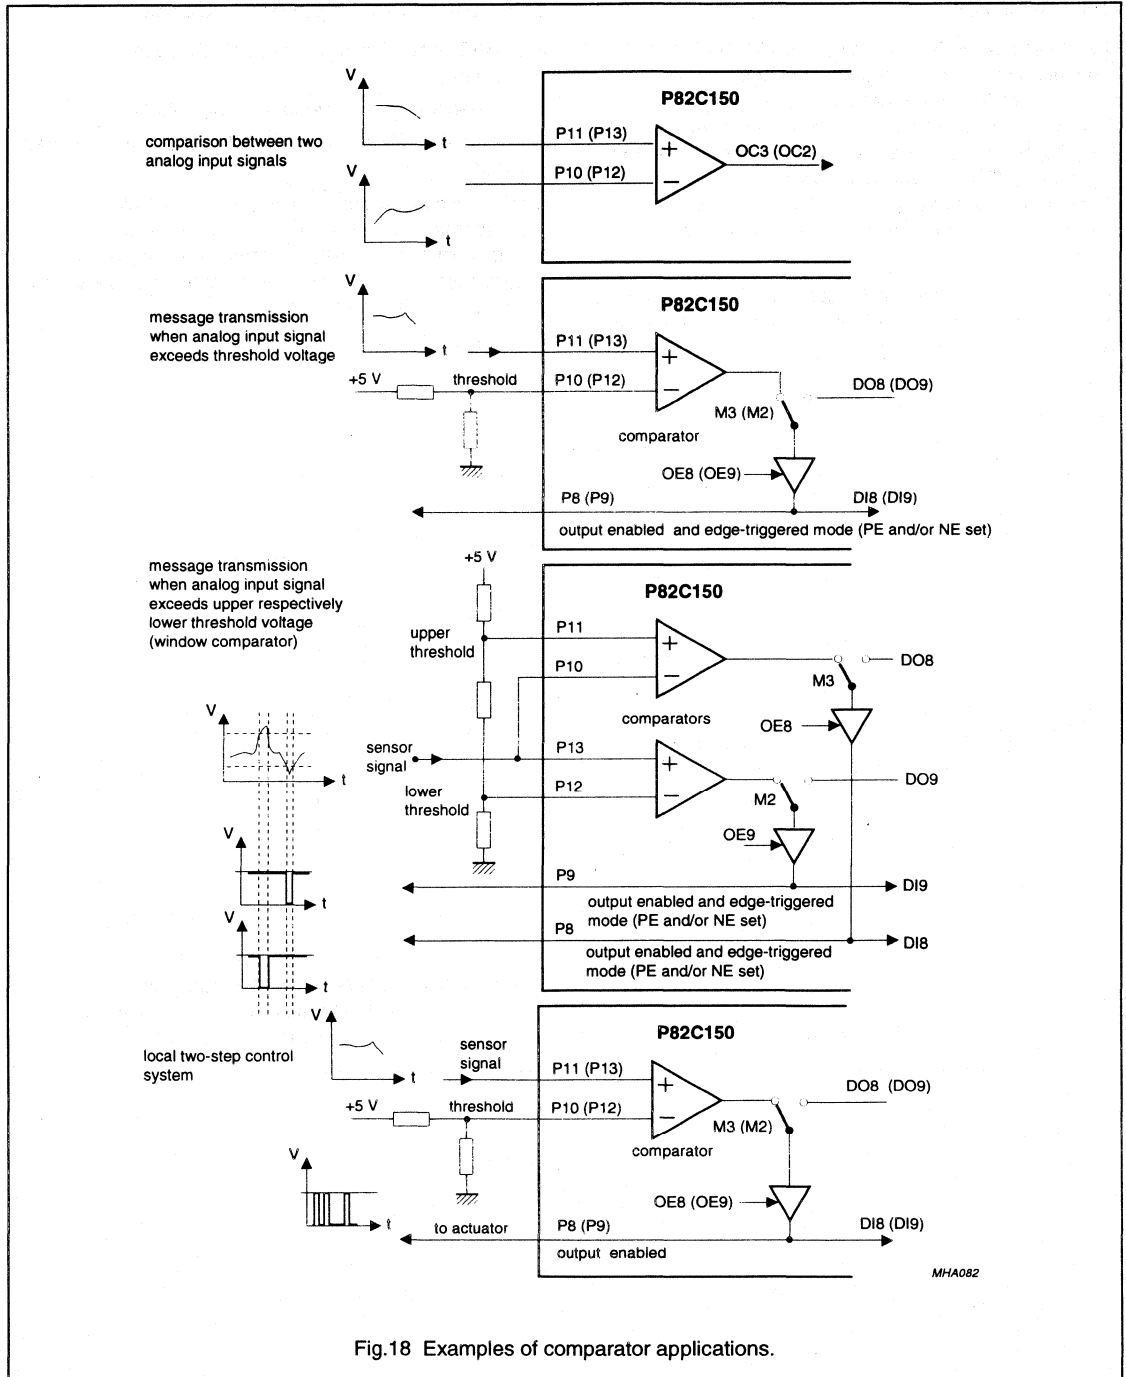 V
t
V
t
comparison between two
analog input signals
P82C150
P11 (P13)
P10 (P12)
+
−
OC3 (OC2)
message transmission
when analog input signal
exceeds threshold voltage
V
t
+5 V
threshold
P82C150
P11 (P13)
P10 (P12)
+
−
comparator
M3 (M2)
DO8 (DO9)
OE8 (OE9)
P8 (P9)
DI8 (DI9)
output enabled and edge-triggered mode (PE and/or NE set)
message transmission
when analog input signal
exceeds upper respectively
lower threshold voltage
(window comparator)
+5 V
upper
threshold
sensor
signal
lower
threshold
V
t
V
t
V
t
P82C150
P11
P10
+
−
comparators
DO8
M3
OE8
P13
P12
+
−
DO9
M2
OE9
P9
DI9
output enabled and edge-triggered
mode (PE and/or NE set)
P8
DI8
output enabled and edge-triggered
mode (PE and/or NE set)
local two-step control
system
V
t
sensor
signal
+5 V
threshold
V
t
to actuator
P82C150
P11 (P13)
P10 (P12)
+
−
comparator
DO8 (DO9)
M3 (M2)
OE8 (OE9)
P8 (P9)
DI8 (DI9)
output enabled
MHA082
Fig.18 Examples of comparator applications.